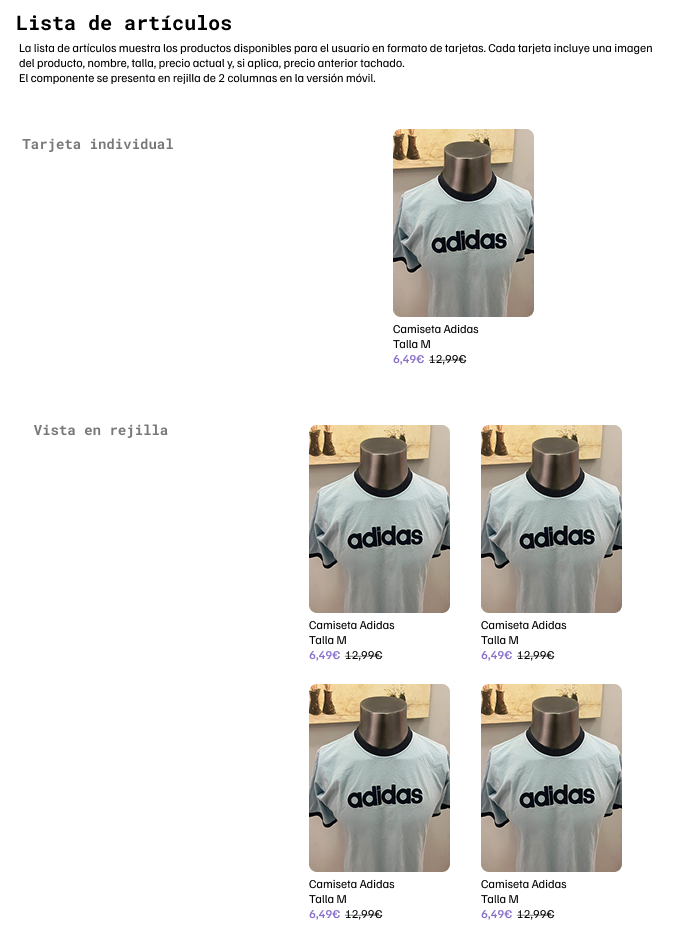 Lista de artículos
La lista de artículos muestra los productos disponibles para el usuario en formato de tarjetas. Cada tarjeta incluye una imagen
del producto, nombre, talla, precio actual y, si aplica, precio anterior tachado.
El componente se presenta en rejilla de 2 columnas en la versión móvil.
Tarjeta individual
adidas
Camiseta Adidas
Talla M
6,49€ 12,99€
Vista en rejilla
adidas adidas
Camiseta Adidas Camiseta Adidas
Talla M Talla M
6,49€ 12,99€ 6,49€ 12,99€
adidas adidas
Camiseta Adidas Camiseta Adidas
Talla M Talla M
6,49€ 12,99€ 6,49€ 12,99€